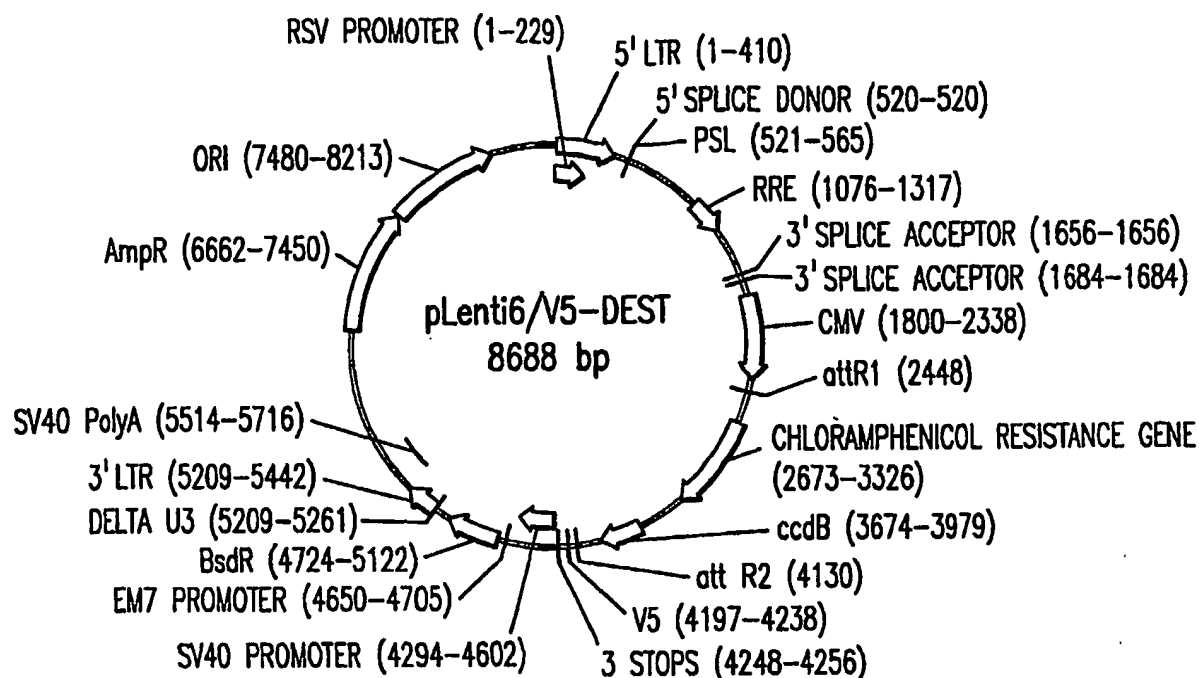 RSV PROMOTER (1–229)
5' LTR (1–410)
5' SPLICE DONOR (520–520)
PSL (521–565)
RRE (1076–1317)
3' SPLICE ACCEPTOR (1656–1656)
3' SPLICE ACCEPTOR (1684–1684)
CMV (1800–2338)
attR1 (2448)
CHLORAMPHENICOL RESISTANCE GENE
(2673–3326)
ccdB (3674–3979)
att R2 (4130)
V5 (4197–4238)
3 STOPS (4248–4256)
SV40 PROMOTER (4294–4602)
EM7 PROMOTER (4650–4705)
BsdR (4724–5122)
DELTA U3 (5209–5261)
3' LTR (5209–5442)
SV40 PolyA (5514–5716)
AmpR (6662–7450)
ORI (7480–8213)
pLenti6/V5–DEST
8688 bp